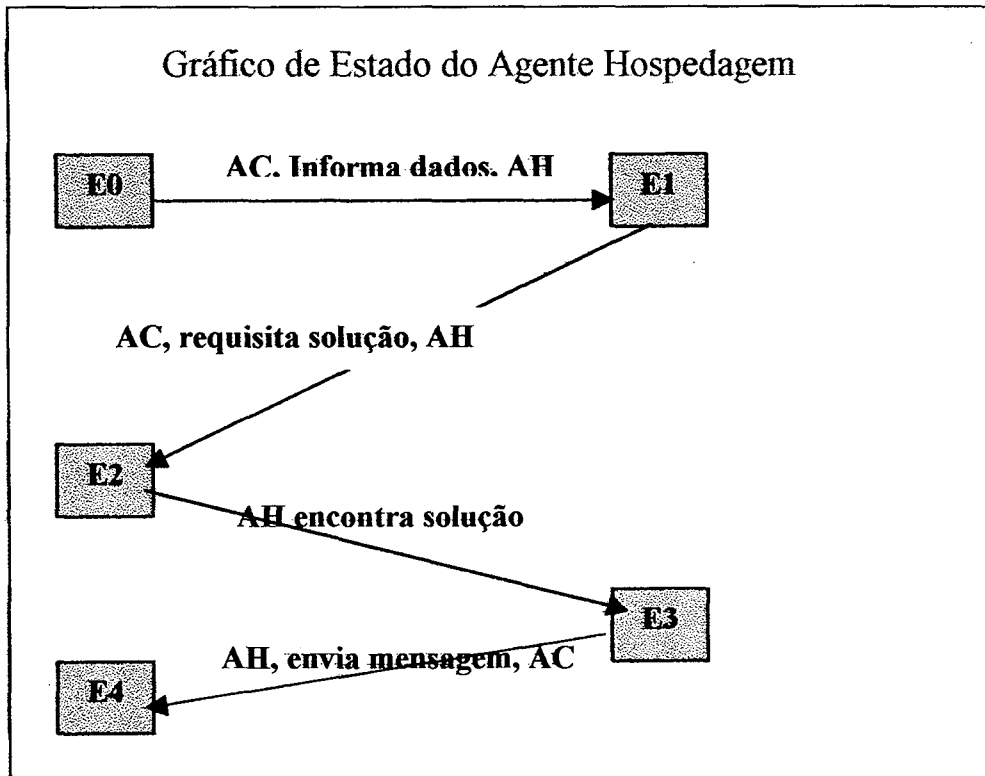 Gráfico de Estado do Agente Hospedagem
E0
AC. Informa dados. AH
E1
AC, requisita solução, AH
E2
AH encontra solução
E3
AH, envia mensagem, AC
E4